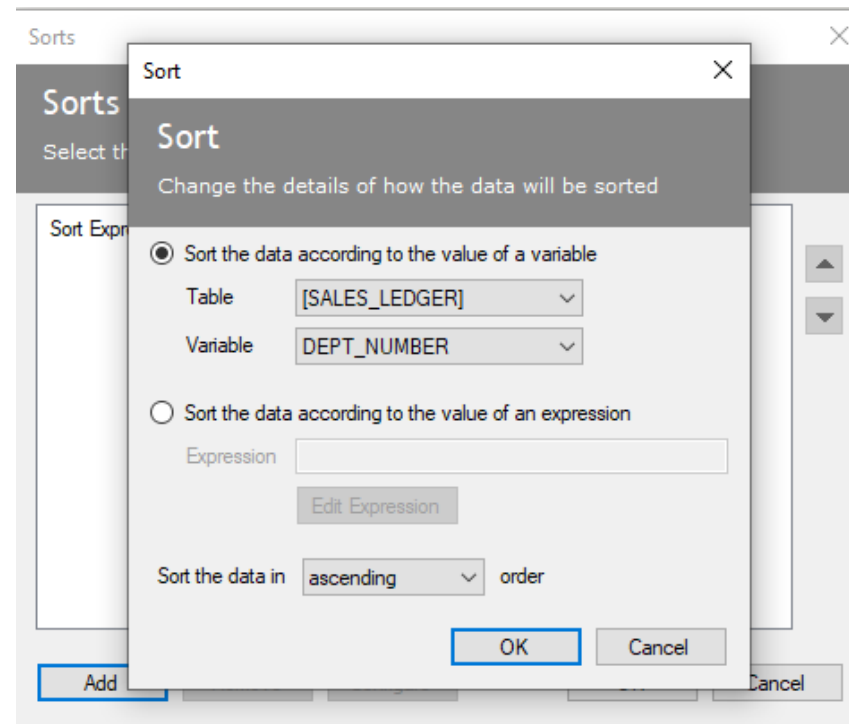 Sorts
Sort
Sorts
Select th
Sort
Change the details of how the data will be sorted
Sort Expr
Sort the data according to the value of a variable
Table [SALES_LEDGER]
Variable DEPT_NUMBER
Sort the data according to the value of an expression
Expression
Edit Expression
Sort the data in ascending order
OK Cancel
Add Cancel